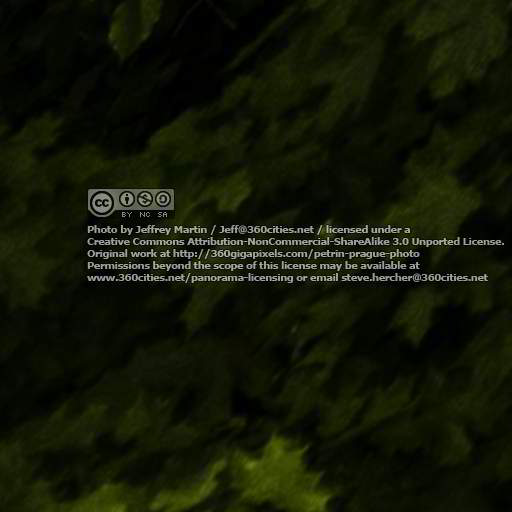 cc
BY NC SA
Photo by Jeffrey Martin / Jeff@360cities.net / licensed under a
Creative Commons Attribution-NonCommercial-ShareAlike 3.0 Unported License.
Original work at http://360gigapixels.com/petrin-prague-photo
Permissions beyond the scope of this license may be available at
www.360cities.net/panorama-licensing or email steve.hercher@360cities.net